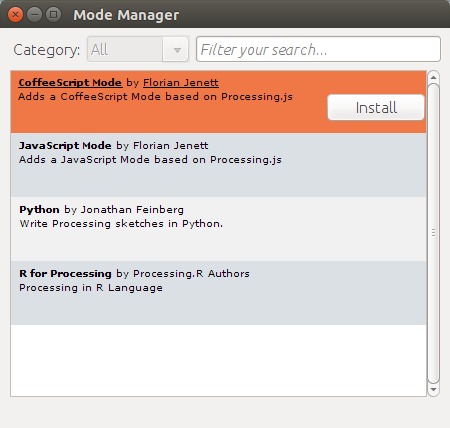 Mode Manager
Category: All Filter your search...
CoffeeScript Mode by Florian Jenett
Adds a CoffeeScript Mode based on Processing.js
Install
JavaScript Mode by Florian Jenett
Adds a JavaScript Mode based on Processing.js
Python by Jonathan Feinberg
Write Processing sketches in Python.
R for Processing by Processing.R Authors
Processing in R Language